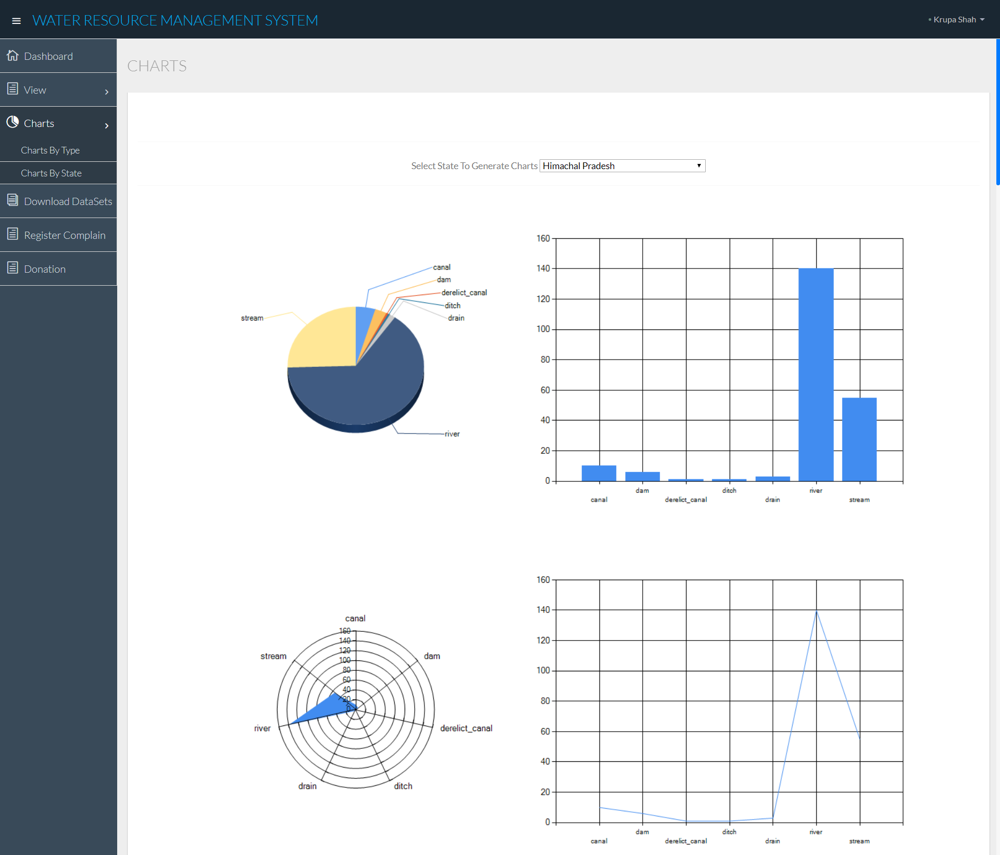 WATER RESOURCE MANAGEMENT SYSTEM
Krupa Shah
Dashboard
View
Charts
Charts By Type
Charts By State
Download DataSets
Register Complain
Donation
CHARTS
Select State To Generate Charts Himachal Pradesh
canal
dam
derelict_canal
ditch
drain
stream
river
160
140
120
100
80
60
40
20
0
dam ditch river
canal derelict_canal drain stream
canal
160
140
120
100
80
60
40
20
0
stream
dam
river
derelict_canal
drain
ditch
160
140
120
100
80
60
40
20
0
dam ditch river
canal derelict_canal drain stream